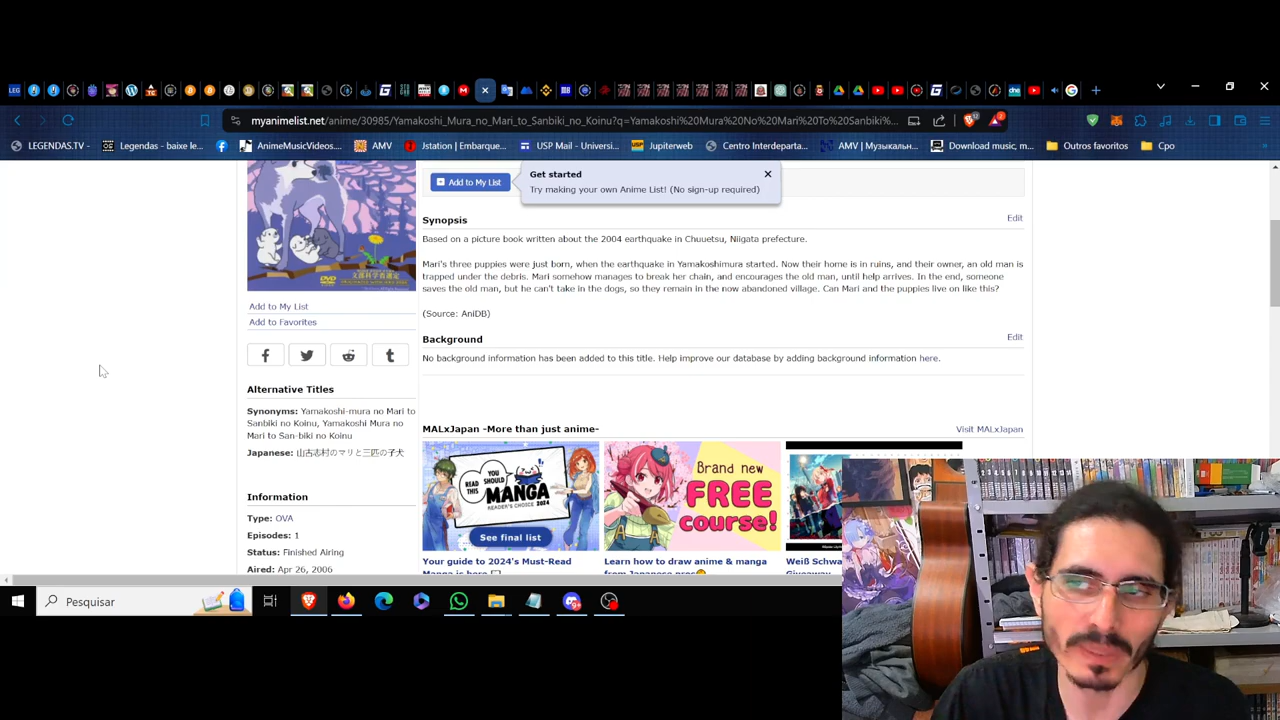 myanimelist.net/anime/30985/Yamakoshi_Mura_no_Mari_to_Sanbiki_no_Koinu?q=Yamakoshi%20Mura%20No%20Mari%20To%20Sanbiki%...
LEGENDAS.TV -
Legendas - baixe le...
AnimeMusicVideos....
AMV
Jstation | Embarque...
USP Mail - Universi...
Jupiterweb
Centro Interdeparta...
AMV | Музыкальн...
Download music, m...
Outros favoritos
Cpo
Add to My List
Get started
Try making your own Anime List! (No sign-up required)
Synopsis
Edit
Based on a picture book written about the 2004 earthquake in Chuuetsu, Niigata prefecture.
Mari's three puppies were just born, when the earthquake in Yamakoshimura started. Now their home is in ruins, and their owner, an old man is
trapped under the debris. Mari somehow manages to break her chain, and encourages the old man, until help arrives. In the end, someone
saves the old man, but he can't take in the dogs, so they remain in the now abandoned village. Can Mari and the puppies live on like this?
(Source: AniDB)
Background
Edit
No background information has been added to this title. Help improve our database by adding background information here.
DVD
Add to My List
Add to Favorites
Alternative Titles
Synonyms: Yamakoshi-mura no Mari to
Sanbiki no Koinu, Yamakoshi Mura no
Mari to San-biki no Koinu
Japanese: 山古志村のマリと三匹の子犬
Information
Type: OVA
Episodes: 1
Status: Finished Airing
Aired: Apr 26, 2006
MALxJapan -More than just anime-
Visit MALxJapan
YOU SHOULD
READ THIS
MANGA
READER'S CHOICE 2024
See final list
Brand new
FREE
course!
Your guide to 2024's Must-Read
Manga is here
Learn how to draw anime & manga
from Japanese pros
Weiß Schwa
Giveaway
Pesquisar